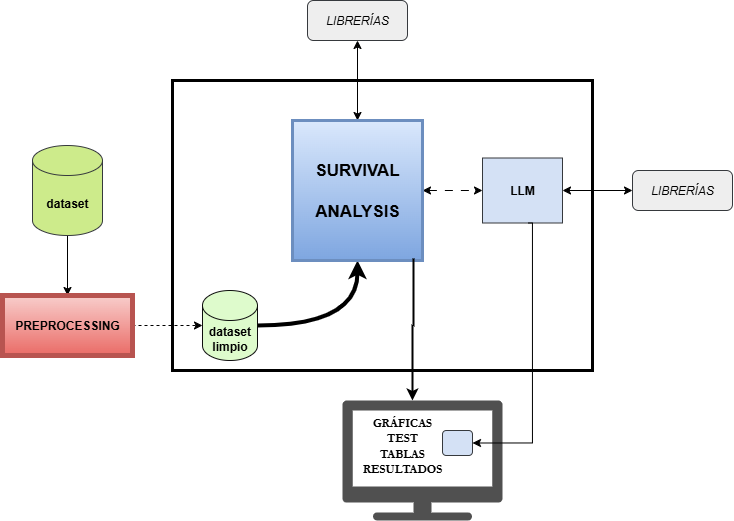 LIBRERÍAS
SURVIVAL
ANALYSIS
LLM
LIBRERÍAS
dataset
PREPROCESSING
dataset
limpio
GRÁFICAS
TEST
TABLAS
RESULTADOS